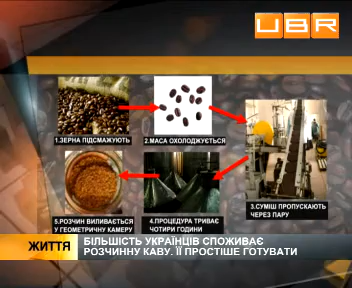 UBR
1.ЗЕРНА ПІДСМАЖУЮТЬ
2.МАСА ОХОЛОДЖУЄТЬСЯ
3.СУМІШ ПРОПУСКАЮТЬ
ЧЕРЕЗ ПАРУ
4.ПРОЦЕДУРА ТРИВАЄ
ЧОТИРИ ГОДИНИ
5.РОЗЧИН ВИЛИВАЄТЬСЯ
У ГЕОМЕТРИЧНУ КАМЕРУ
ЖИТТЯ
БІЛЬШІСТЬ УКРАЇНЦІВ СПОЖИВАЄ
РОЗЧИННУ КАВУ. ЇЇ ПРОСТІШЕ ГОТУВАТИ